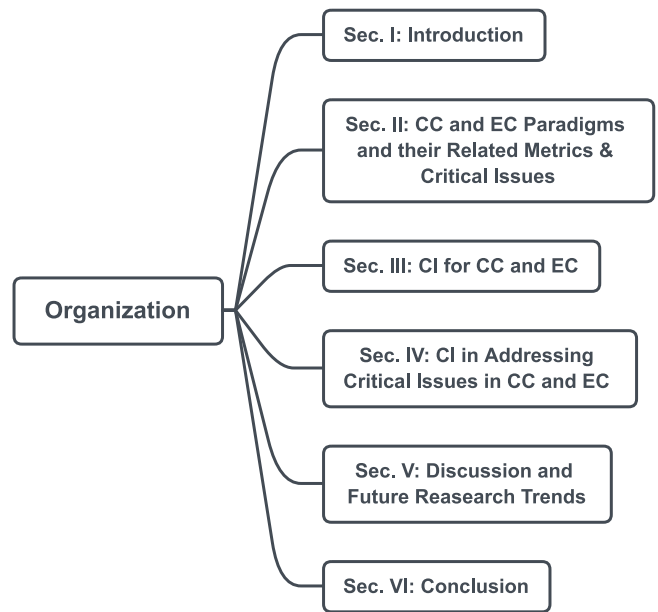 Sec. I: Introduction
Sec. II: CC and EC Paradigms
and their Related Metrics &
Critical Issues
Sec. III: CI for CC and EC
Organization
Sec. IV: CI in Addressing
Critical Issues in CC and EC
Sec. V: Discussion and
Future Reasearch Trends
Sec. VI: Conclusion